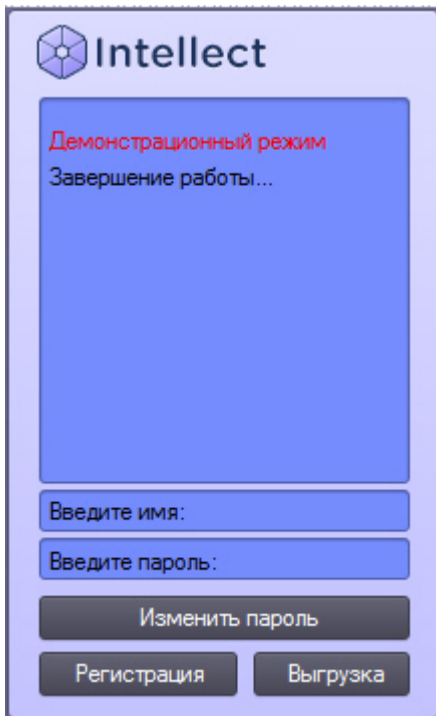 Intellect
Демонстрационный режим
Завершение работы...
Введите имя:
Введите пароль:
Изменить пароль
Регистрация
Выгрузка